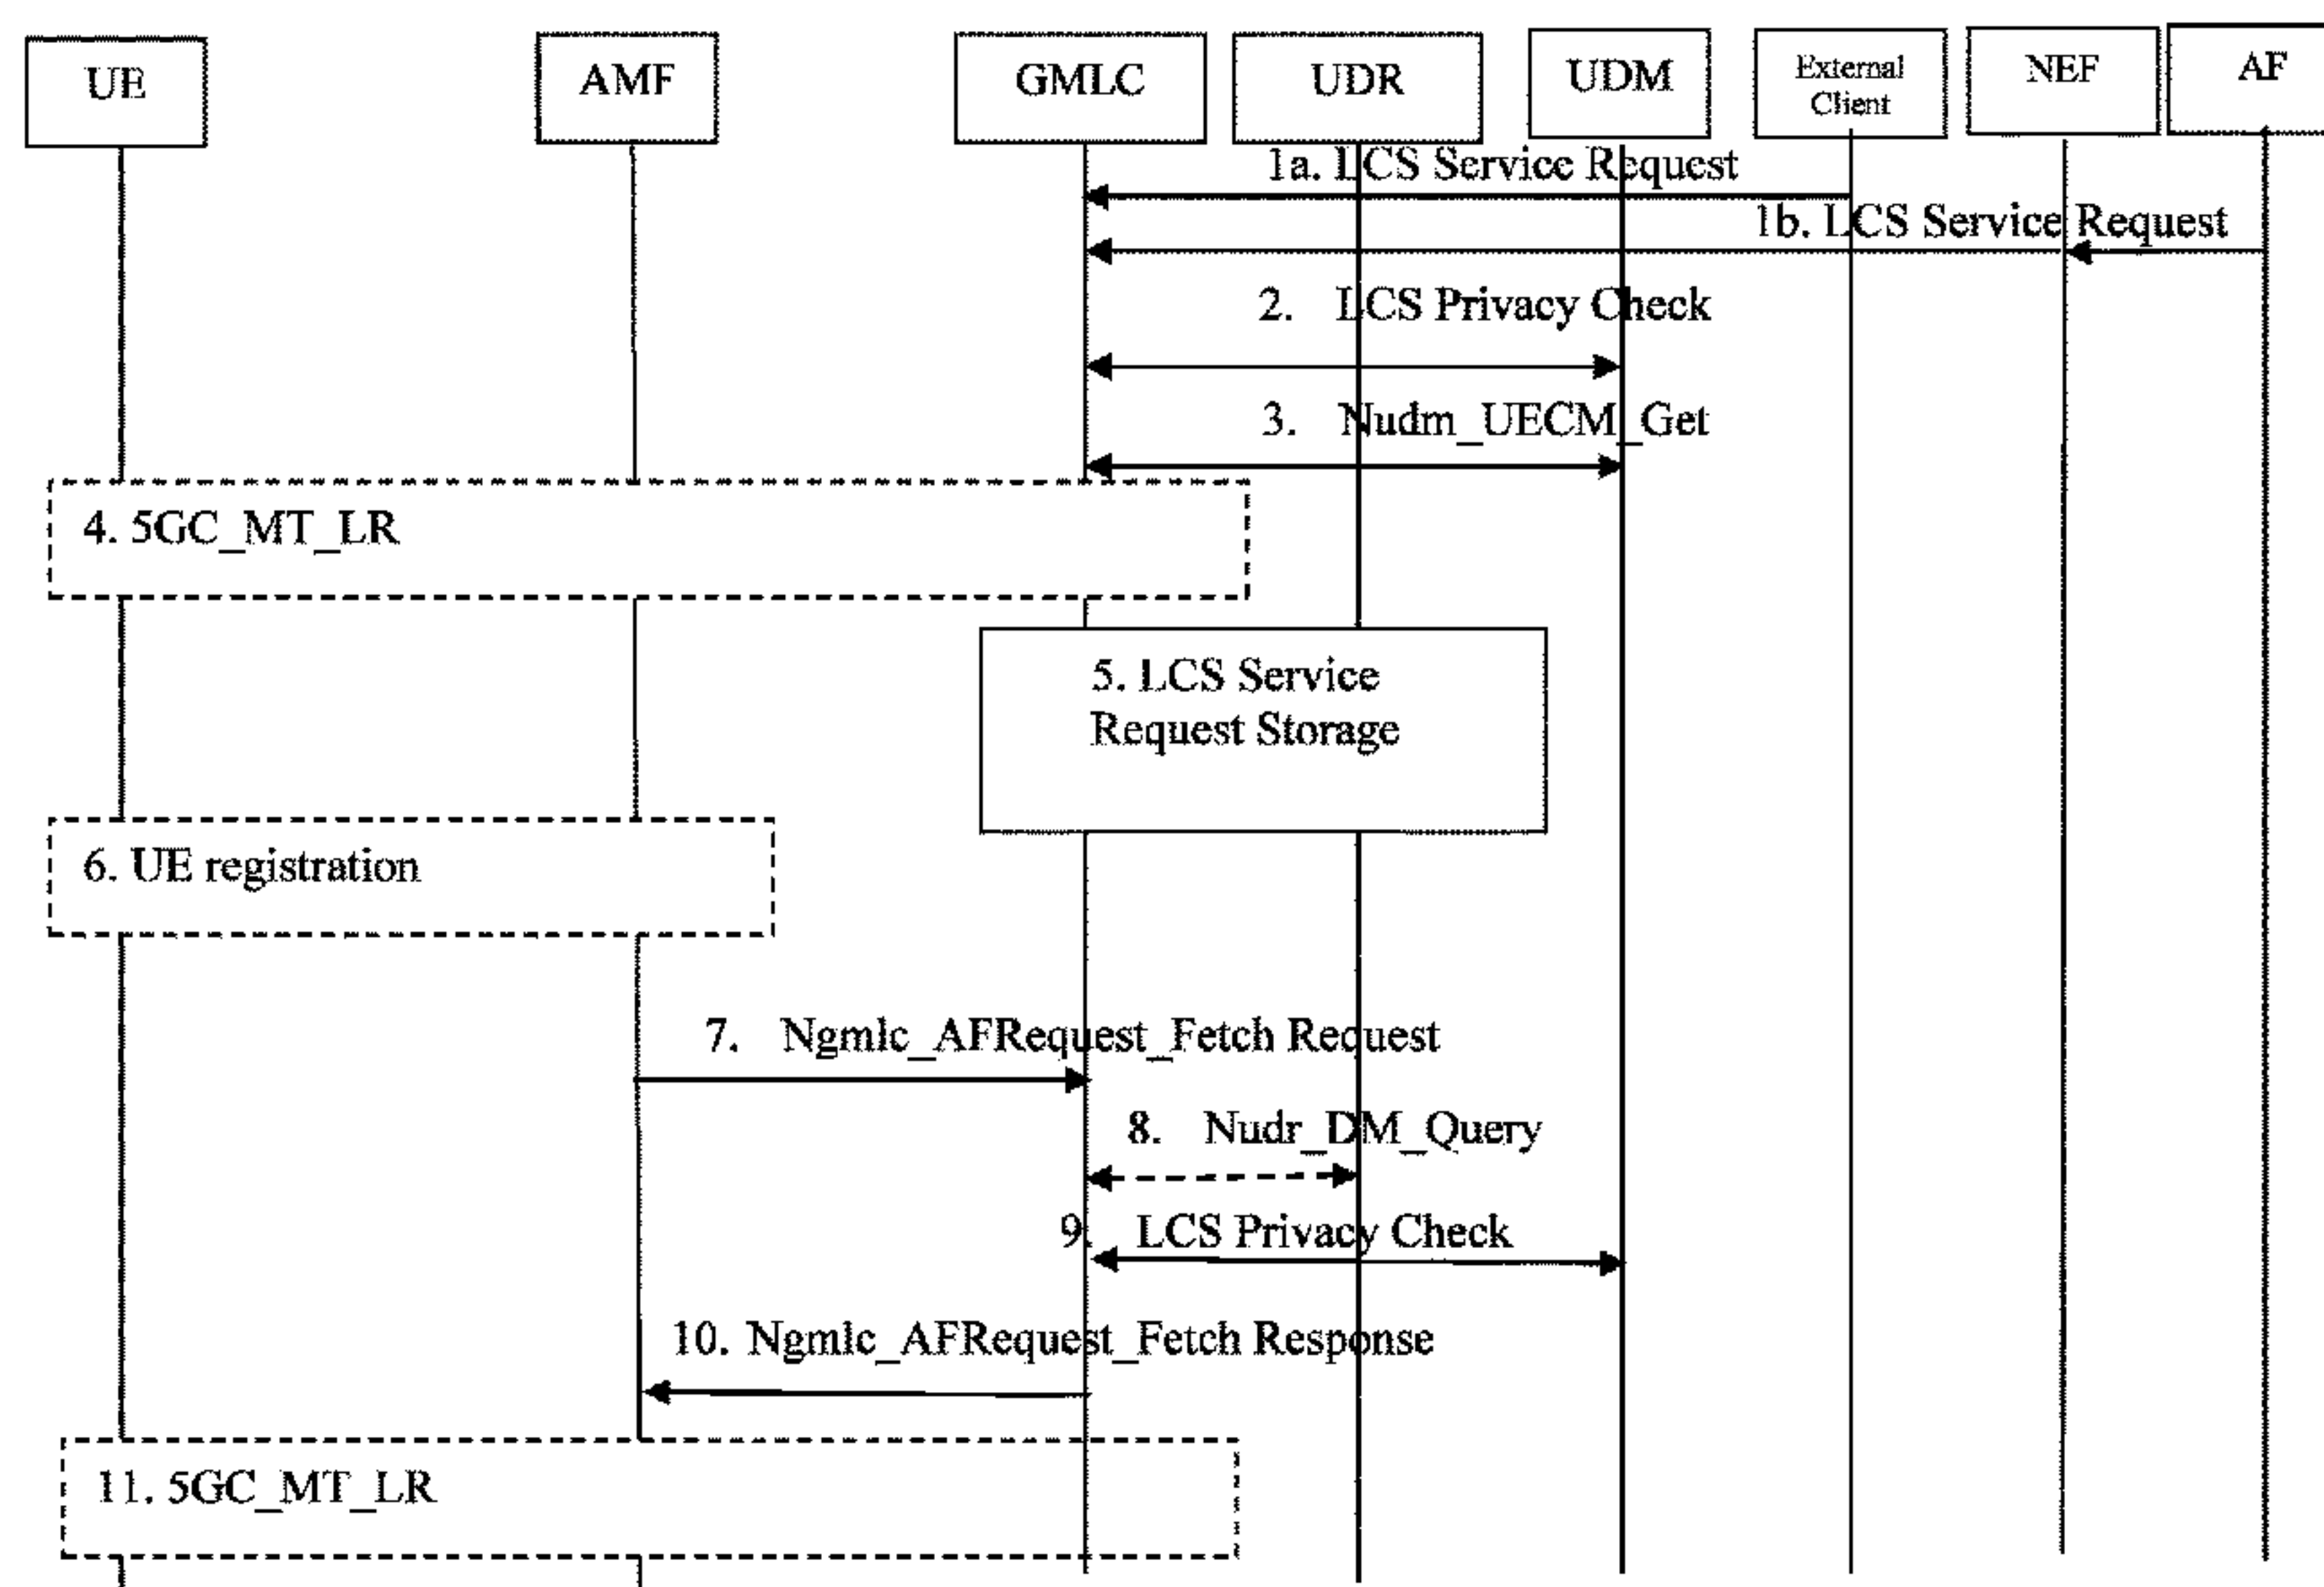 UE
AMF
GMLC
UDR
UDM
External
Client
NEF
AF
1a. LCS Service Request
1b. LCS Service Request
2. LCS Privacy Check
3. Nudm_UECM_Get
4. 5GC_MT_LR
5. LCS Service
Request Storage
6. UE registration
7. Ngmlc_AFRequest_Fetch Request
8. Nudr_DM_Query
9. LCS Privacy Check
10. Ngmlc_AFRequest_Fetch Response
11. 5GC_MT_LR